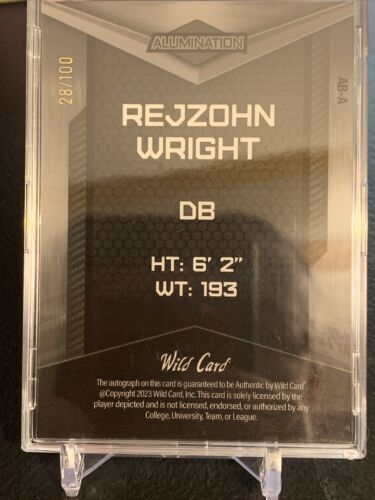 ALUMINATION
28/100
AB-A
REJZOHN
WRIGHT
DB
HT: 6' 2"
WT: 193
Wild Card
The autograph on this card is guaranteed to be Authentic by Wild Card
@Copyright 2023 Wild Card, Inc. This card is solely licensed by the
player depicted and is not licensed, endorsed, or authorized by any
College, University, Team, or League.